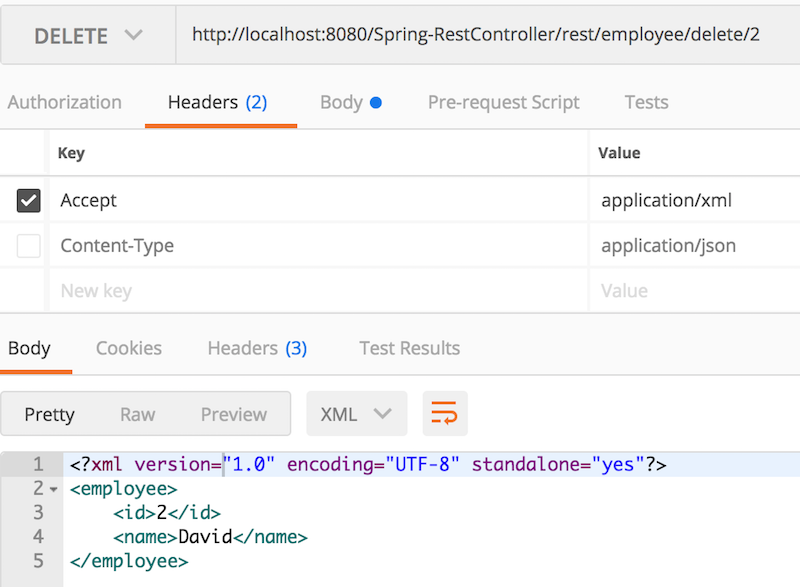 DELETE http://localhost:8080/Spring-RestController/rest/employee/delete/2
Authorization Headers (2) Body Pre-request Script Tests
Key Value
Accept application/xml
Content-Type application/json
New key Value
Body Cookies Headers (3) Test Results
Pretty Raw Preview XML
1 <?xml version="1.0" encoding="UTF-8" standalone="yes"?>
2 <employee>
3 <id>2</id>
4 <name>David</name>
5 </employee>